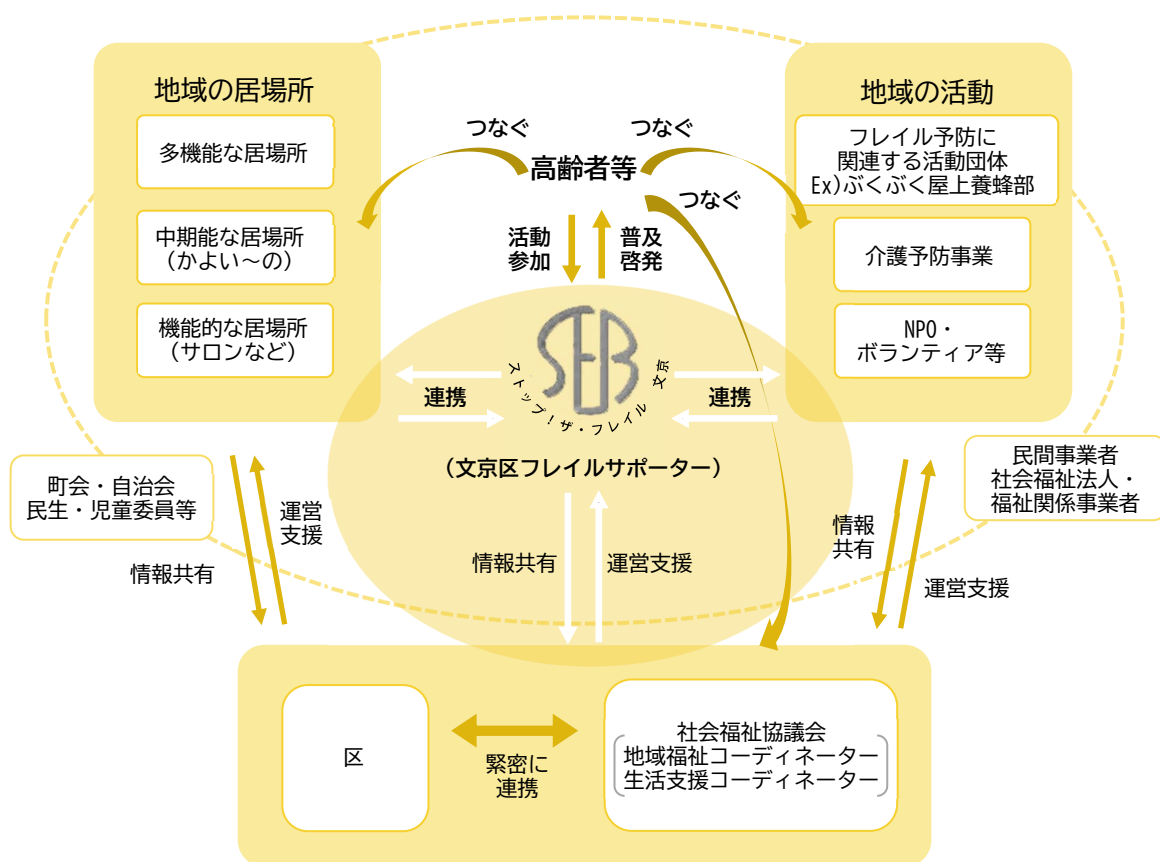 地域の居場所
多機能な居場所
中期能な居場所
(かよい～の)
機能的な居場所
(サロンなど)
つなぐ
つなぐ
高齢者等
つなぐ
活動
参加
普及
啓発
地域の活動
フレイル予防に
関連する活動団体
Ex)ぶくぶく屋上養蜂部
介護予防事業
NPO・
ボランティア等
SFB
ストップ!ザ・フレイル 文京
連携
連携
(文京区フレイルサポーター)
町会・自治会
民生・児童委員等
運営
支援
情報共有
情報共有
運営支援
民間事業者
社会福祉法人・
福祉関係事業者
情報
共有
運営支援
区
緊密に
連携
社会福祉協議会
地域福祉コーディネーター
生活支援コーディネーター